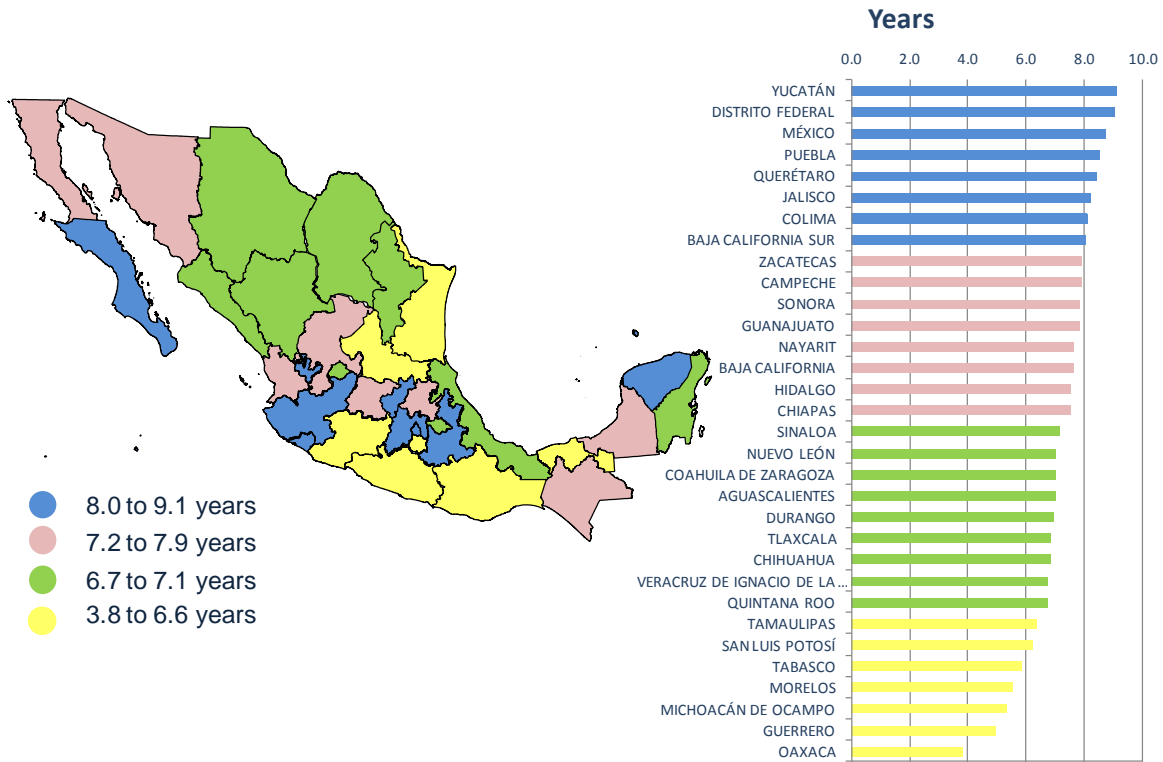 Years
0.0 2.0 4.0 6.0 8.0 10.0
YUCATÁN
DISTRITO FEDERAL
MÉXICO
PUEBLA
QUERÉTARO
JALISCO
COLIMA
BAJA CALIFORNIA SUR
ZACATECAS
CAMPECHE
SONORA
GUANAJUATO
NAYARIT
BAJA CALIFORNIA
HIDALGO
CHIAPAS
SINALOA
NUEVO LEÓN
COAHUILA DE ZARAGOZA
AGUASCALIENTES
DURANGO
TLAXCALA
CHIHUAHUA
VERACRUZ DE IGNACIO DE LA ...
QUINTANA ROO
TAMAULIPAS
SAN LUIS POTOSÍ
TABASCO
MORELOS
MICHOACÁN DE OCAMPO
GUERRERO
OAXACA
8.0 to 9.1 years
7.2 to 7.9 years
6.7 to 7.1 years
3.8 to 6.6 years